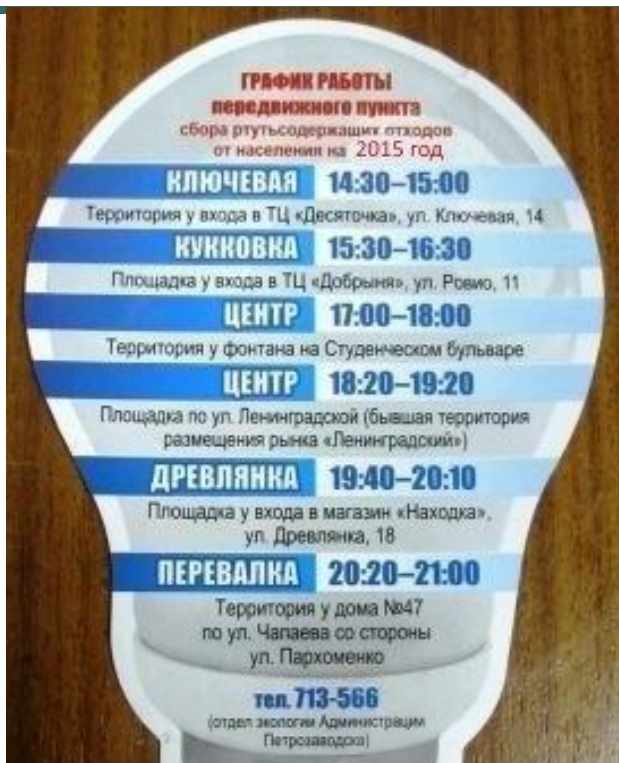 ГРАФИК РАБОТЫ
передвижного пункта
сбора ртутьсодержащих отходов
от населения на 2015 год
КЛЮЧЕВАЯ 14:30–15:00
Территория у входа в ТЦ «Десяточка», ул. Ключевая, 14
КУККОВКА 15:30–16:30
Площадка у входа в ТЦ «Добрыня», ул. Ровио, 11
ЦЕНТР 17:00–18:00
Территория у фонтана на Студенческом бульваре
ЦЕНТР 18:20–19:20
Площадка по ул. Ленинградской (бывшая территория
размещения рынка «Ленинградский»)
ДРЕВЛЯНКА 19:40–20:10
Площадка у входа в магазин «Находка»,
ул. Древлянка, 18
ПЕРЕВАЛКА 20:20–21:00
Территория у дома №47
по ул. Чапаева со стороны
ул. Пархоменко
тел. 713-566
(отдел экологии Администрации
Петрозаводска)